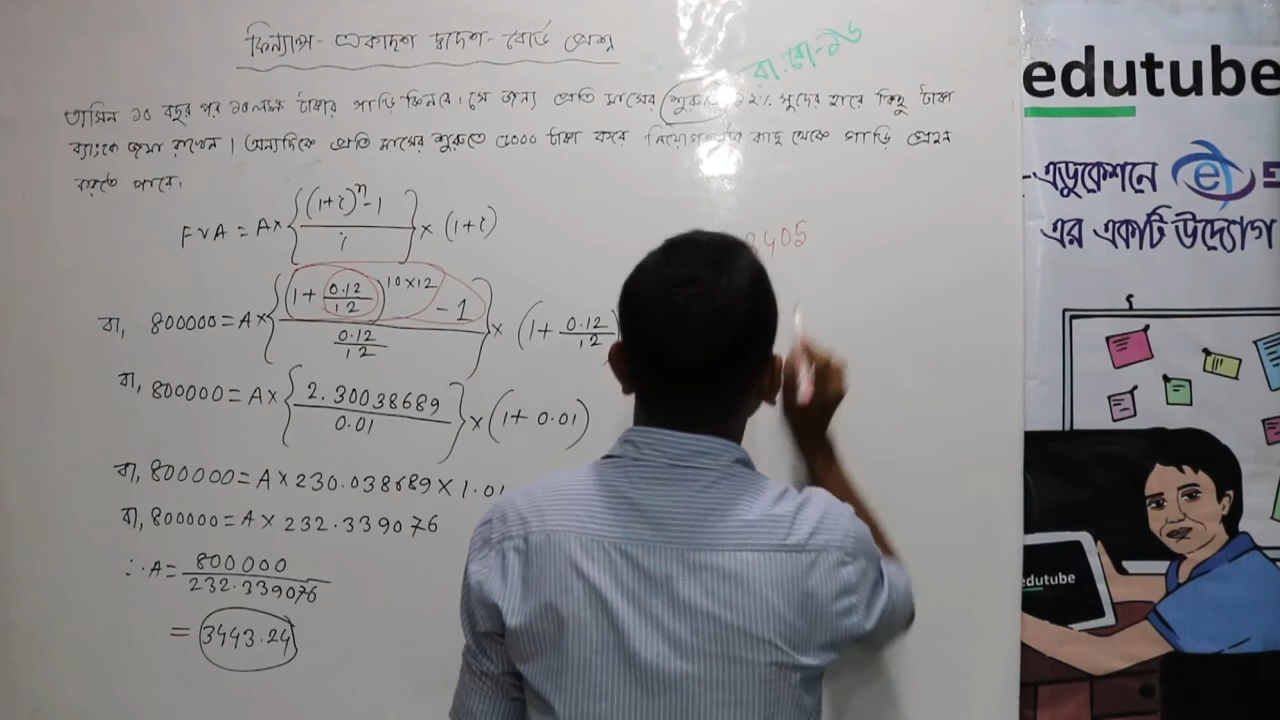 ফিন্যান্স - একাদশ দ্বাদশ - বোর্ড প্রশ্ন
রা. বো - ১৬
তাসিন ১০ বছর পর লক্ষ টাকার গাড়ি কিনবে। সে জন্য প্রতি মাসের শুরুতে ১২% সুদের হারে কিছু টাকা
ব্যাংকে জমা রাখেন। অন্যদিকে প্রতি মাসের শুরুতে ৫০০০ টাকা করে কাছ থেকে গাড়ি গ্রহন
করতে পারে।
FVA = A× { ((1+i)^n - 1) / i } × (1+i)
2405
বা, 800000 = A× { ((1 + 0.12/12)^10×12 - 1) / (0.12/12) } × (1 + 0.12/12
বা, 800000 = A× { 2.30038689 / 0.01 } × (1 + 0.01)
বা, 800000 = A × 230.038689 × 1.01
বা, 800000 = A × 232.339076
∴ A = 800000 / 232.339076
= 3443.24
edutube
-এডুকেশনে e
এর একটি উদ্যোগ
edutube